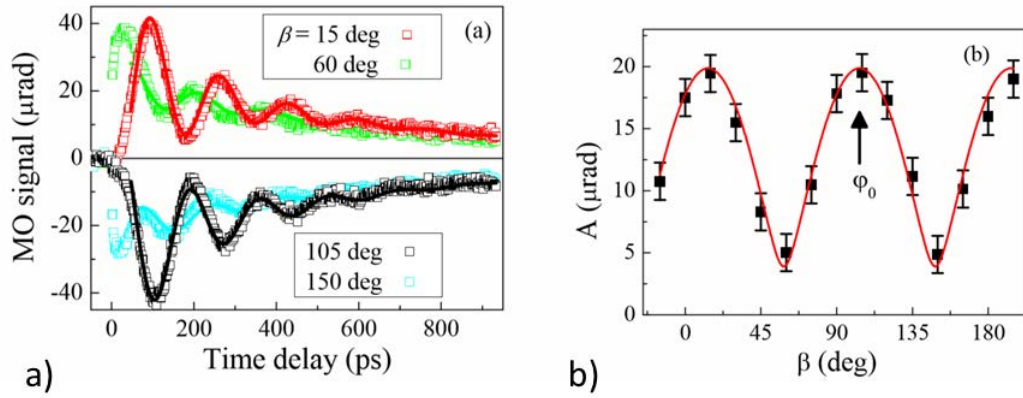 (a)
β = 15 deg
60 deg
105 deg
150 deg
MO signal (μrad)
40
20
0
-20
-40
0 200 400 600 800
Time delay (ps)
a)
(b)
φ0
A (μrad)
20
15
10
5
0
0 45 90 135 180
β (deg)
b)